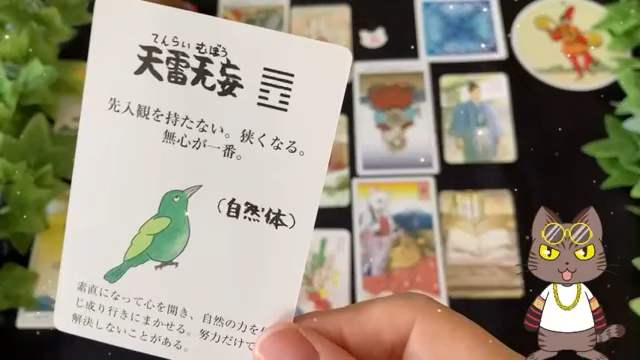 てんらい むぼう
天雷无妄
先入観を持たない。狭くなる。
無心が一番。
(自然体)
素直になって心を開き、自然の力を
じ成り行きにまかせる。努力だけで
解決しないことがある。